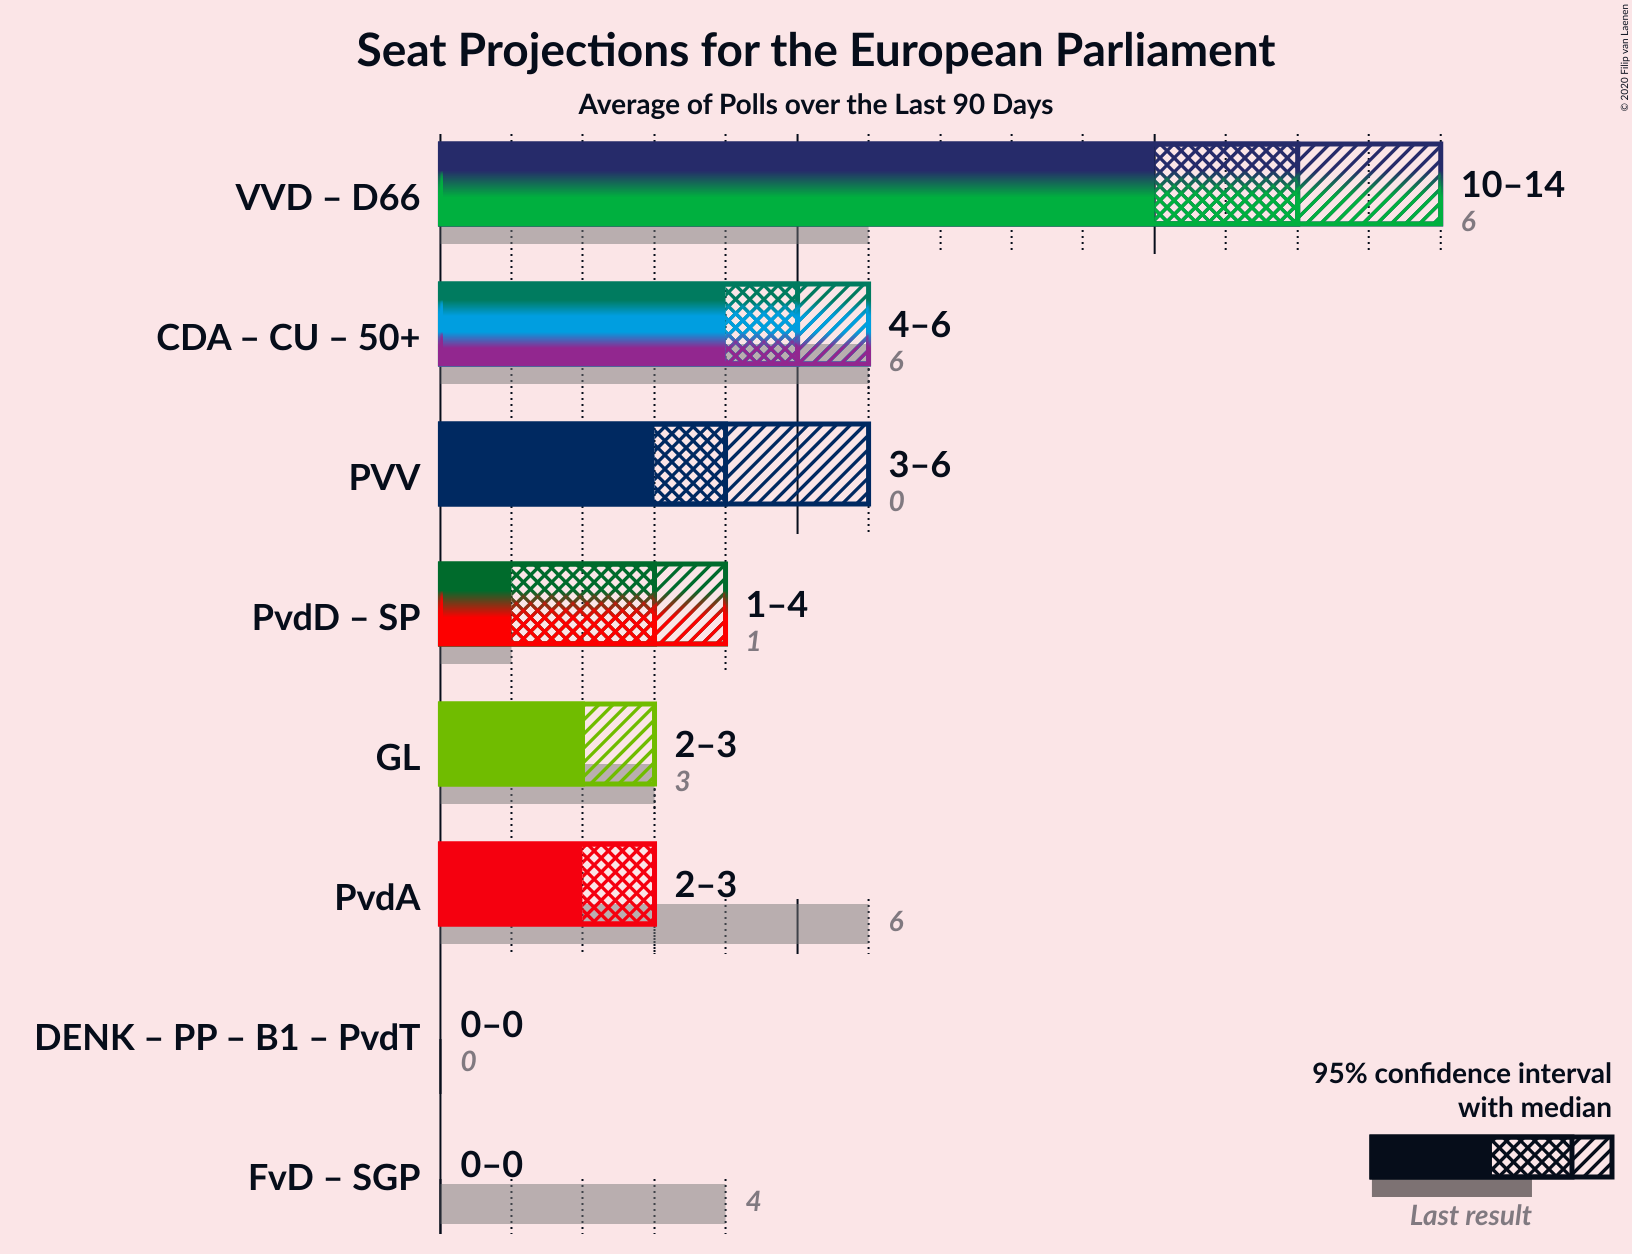 Seat Projections for the European Parliament
Average of Polls over the Last 90 Days
© 2020 Filip van Laenen
VVD – D66
10–14
6
CDA – CU – 50+
4–6
6
PVV
3–6
0
PvdD – SP
1–4
1
GL
2–3
3
PvdA
2–3
6
DENK – PP – B1 – PvdT
0–0
0
FvD – SGP
0–0
4
95% confidence interval
with median
Last result